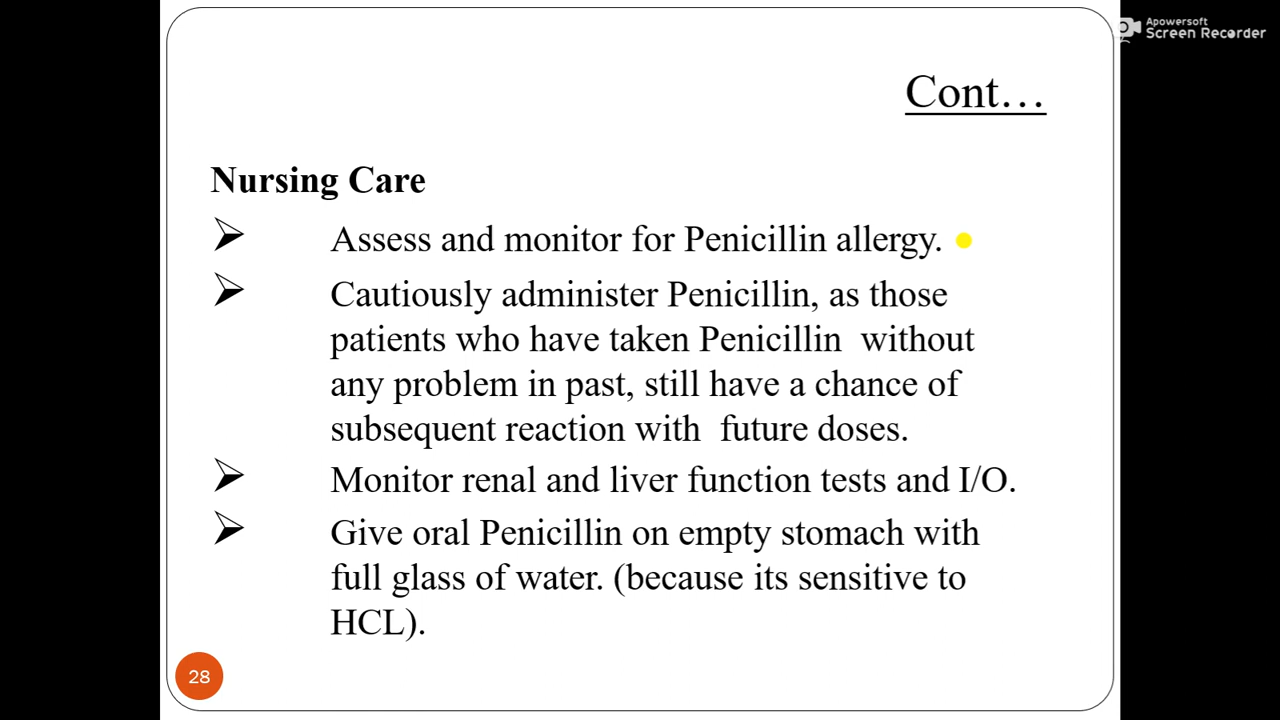 Apowersoft
Screen Recorder
Cont…
Nursing Care
Assess and monitor for Penicillin allergy.
Cautiously administer Penicillin, as those
patients who have taken Penicillin  without
any problem in past, still have a chance of
subsequent reaction with  future doses.
Monitor renal and liver function tests and I/O.
Give oral Penicillin on empty stomach with
full glass of water. (because its sensitive to
HCL).
28